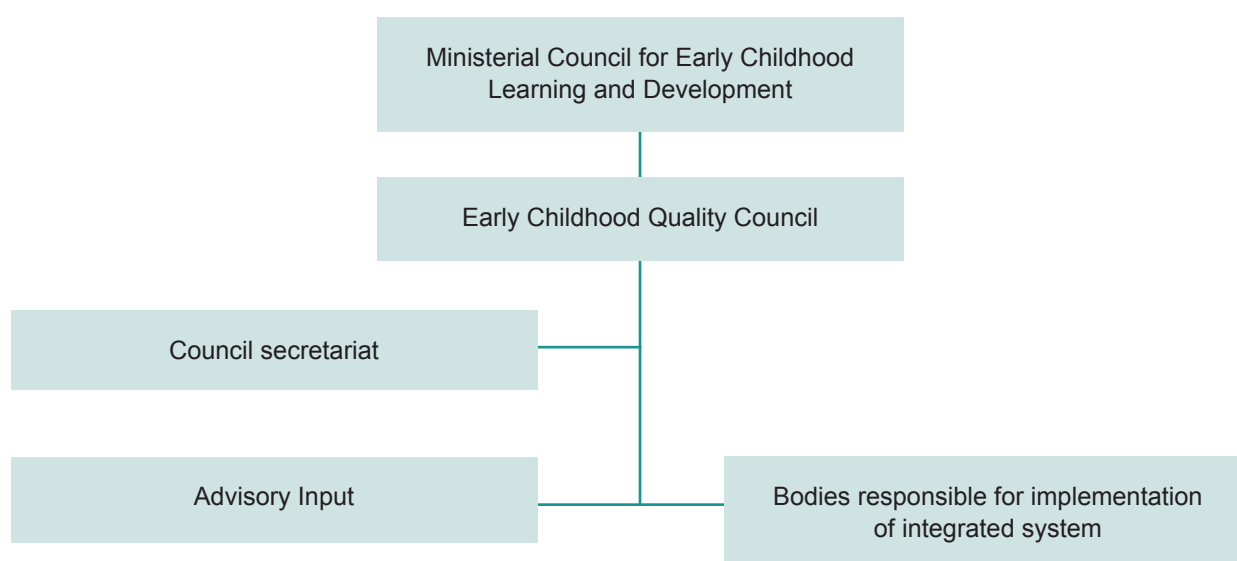 Ministerial Council for Early Childhood
Learning and Development
Early Childhood Quality Council
Council secretariat
Advisory Input
Bodies responsible for implementation
of integrated system